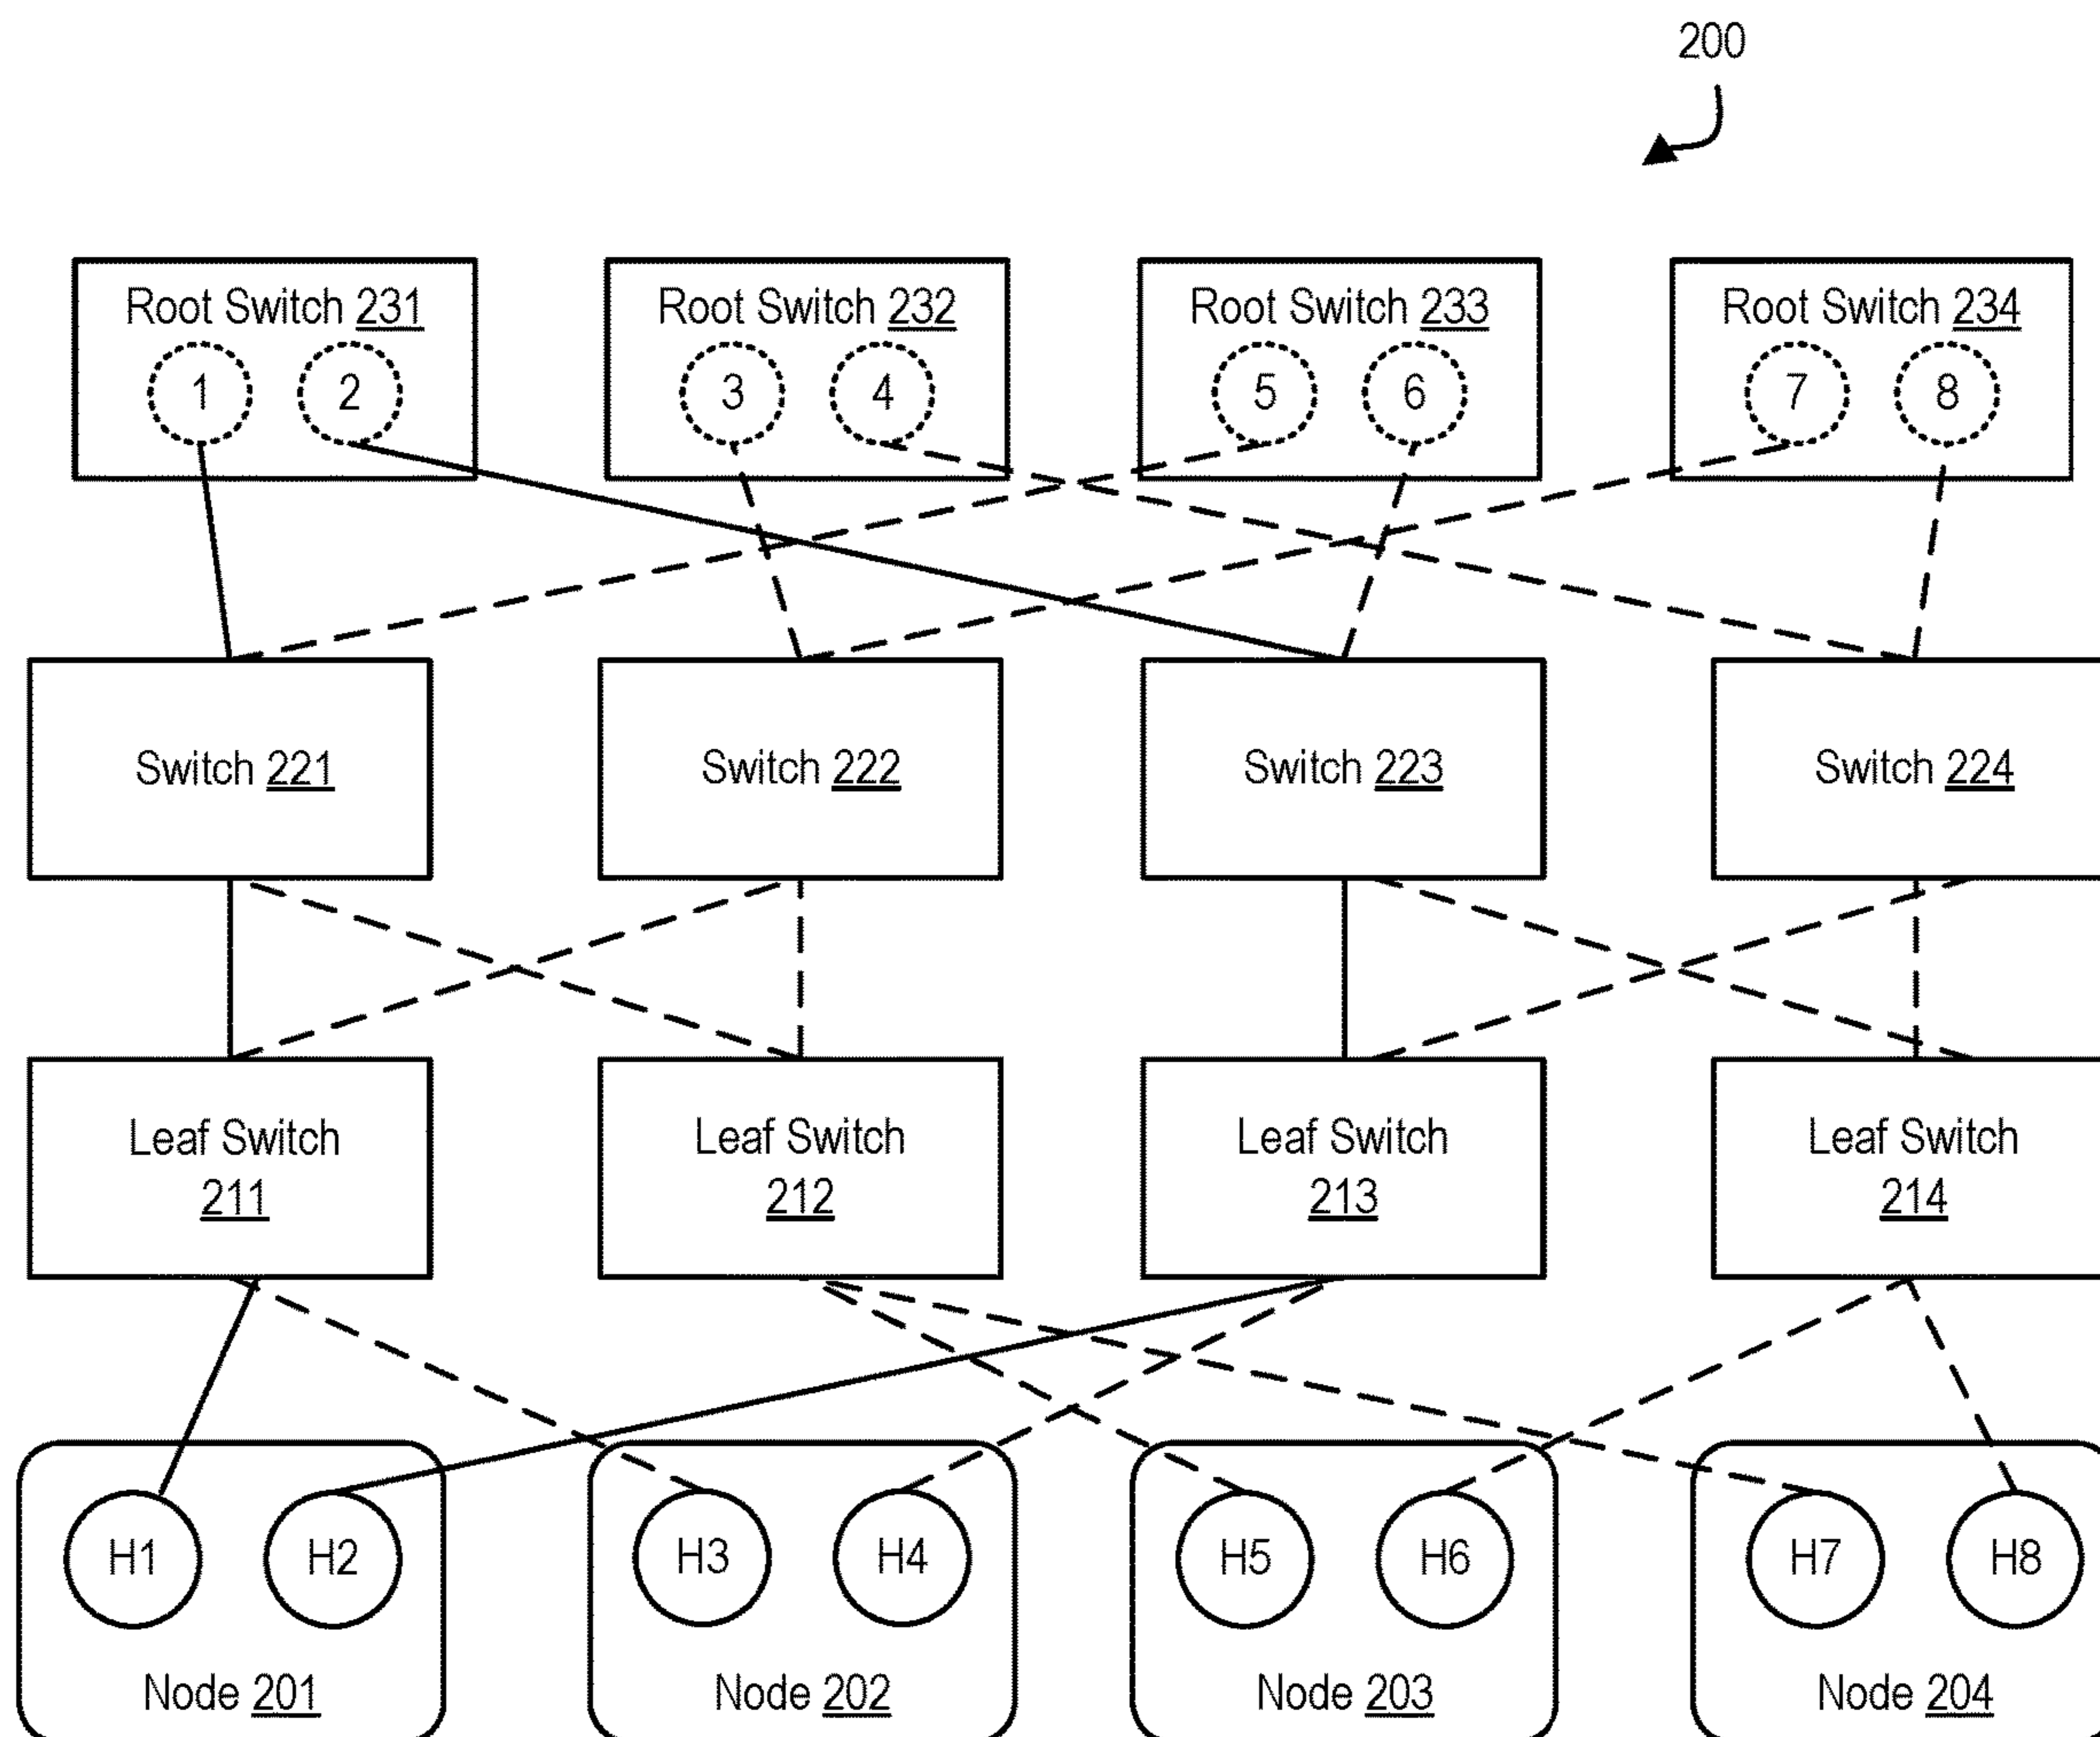 200
Root Switch 231
Root Switch 232
Root Switch 233
Root Switch 234
1
2
3
4
5
6
7
8
Switch 221
Switch 222
Switch 223
Switch 224
Leaf Switch
211
Leaf Switch
212
Leaf Switch
213
Leaf Switch
214
H1
H2
H3
H4
H5
H6
H7
H8
Node 201
Node 202
Node 203
Node 204